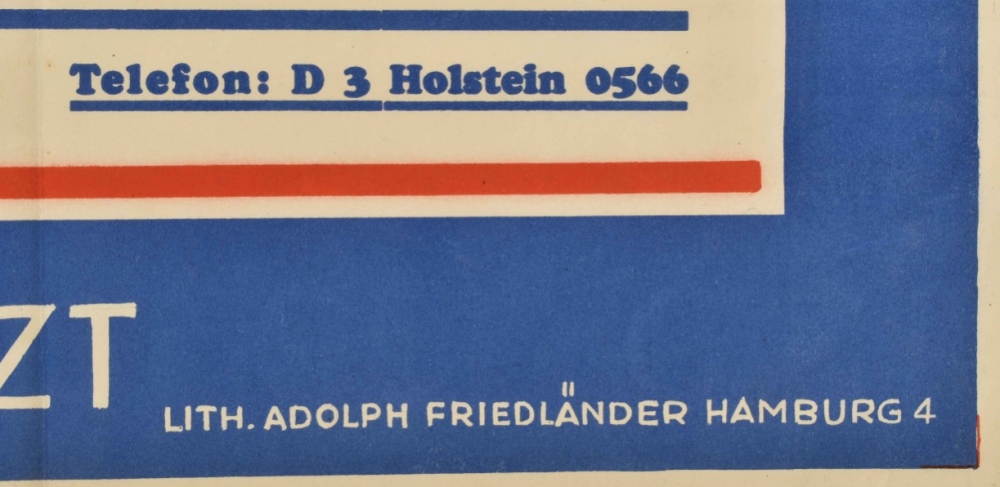 Telefon: D 3 Holstein 0566
ZT
LITH. ADOLPH FRIEDLÄNDER HAMBURG 4